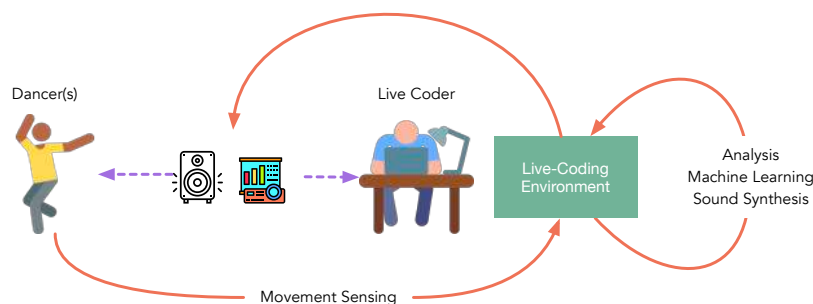 Dancer(s)
Live Coder
Live-Coding
Environment
Analysis
Machine Learning
Sound Synthesis
Movement Sensing